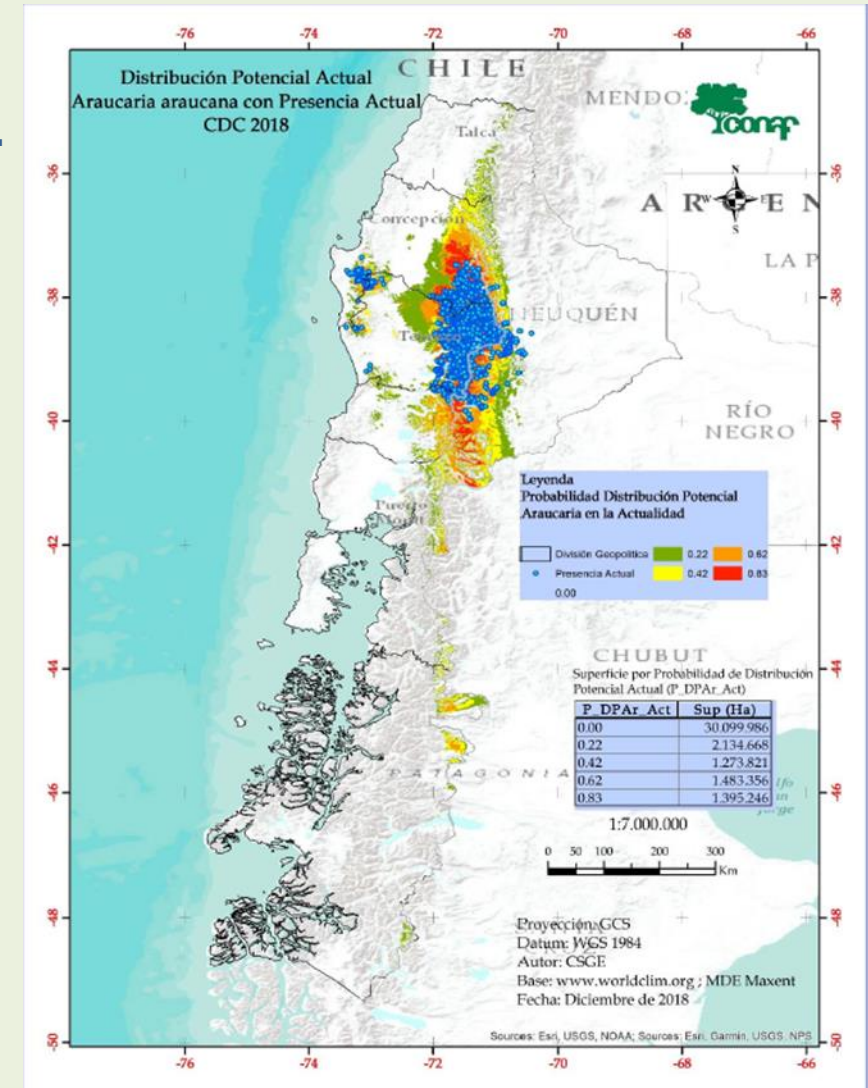 -76 -74 -72 -70 -68 -66
Distribución Potencial Actual
Araucaria araucana con Presencia Actual
CDC 2018
CHILE
MENDO
conaf
Talca
N
W E
S
-36 -36
A R E N
Concepción
LA P
-38 -38
NEUQUÉN
-40 -40
RÍO
NEGRO
Leyenda
Probabilidad Distribución Potencial
Araucaria en la Actualidad
División Geopolítica 0.22 0.62
Presencia Actual 0.42 0.83
0.00
Puerto
Montt
-42 -42
-44 -44
CHUBUT
Superficie por Probabilidad de Distribución
Potencial Actual (P_DPAr_Act)
P_DPAr_Act Sup (Ha)
0.00 30.099.986
0.22 2.134.668
0.42 1.273.821
0.62 1.483.356
0.83 1.395.246
PATAGONIA
-46 -46
lfo
in
Jorge
1:7.000.000
0 50 100 200 300
Km
-48 -48
Proyección: GCS
Datum: WGS 1984
Autor: CSGE
Base: www.worldclim.org ; MDE Maxent
Fecha: Diciembre de 2018
CRUZ
-50 -50
Sources: Esri, USGS, NOAA; Sources: Esri, Garmin, USGS, NPS
-76 -74 -72 -70 -68 -66